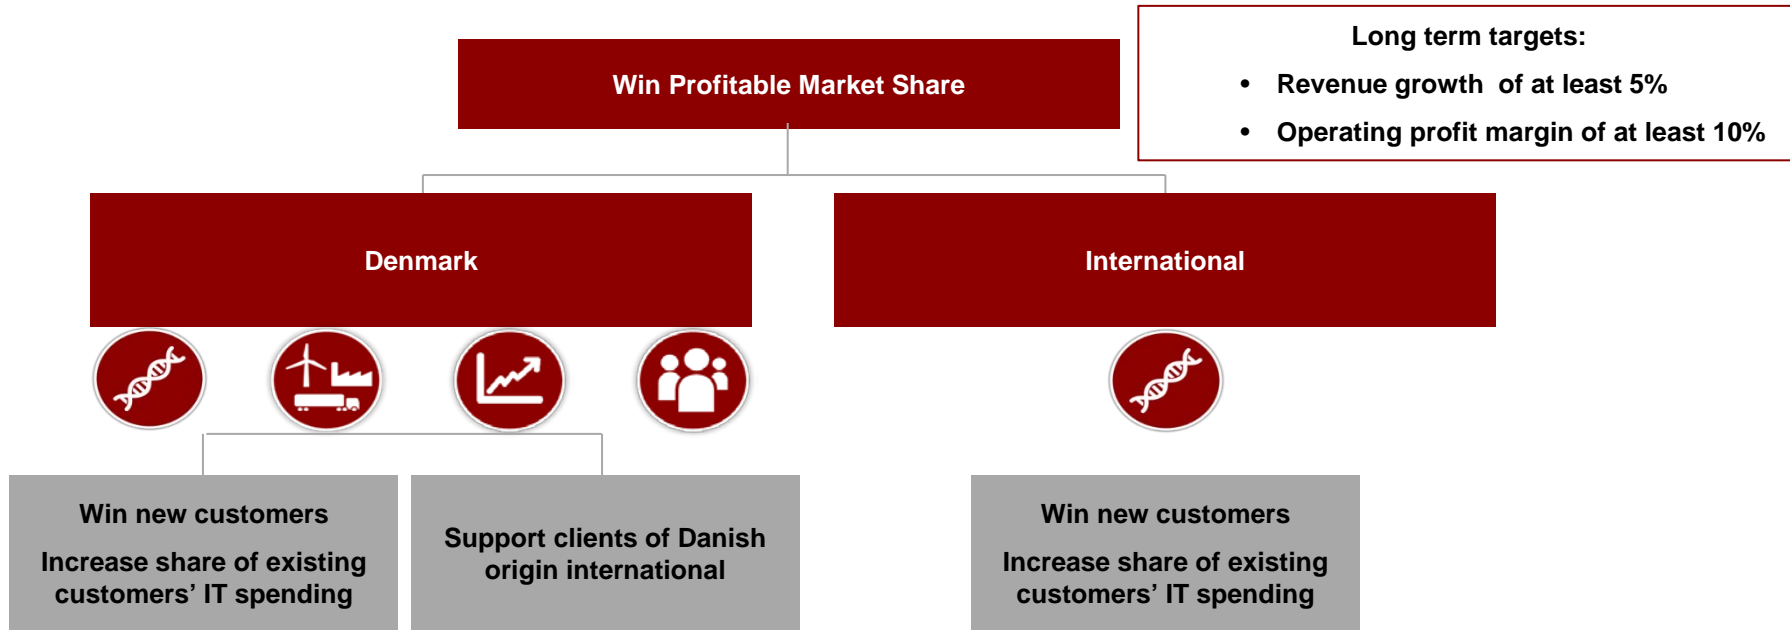 Long term targets:
• Revenue growth of at least 5%
• Operating profit margin of at least 10%
Win Profitable Market Share
Denmark
International
Win new customers
Increase share of existing
customers’ IT spending
Support clients of Danish
origin international
Win new customers
Increase share of existing
customers’ IT spending